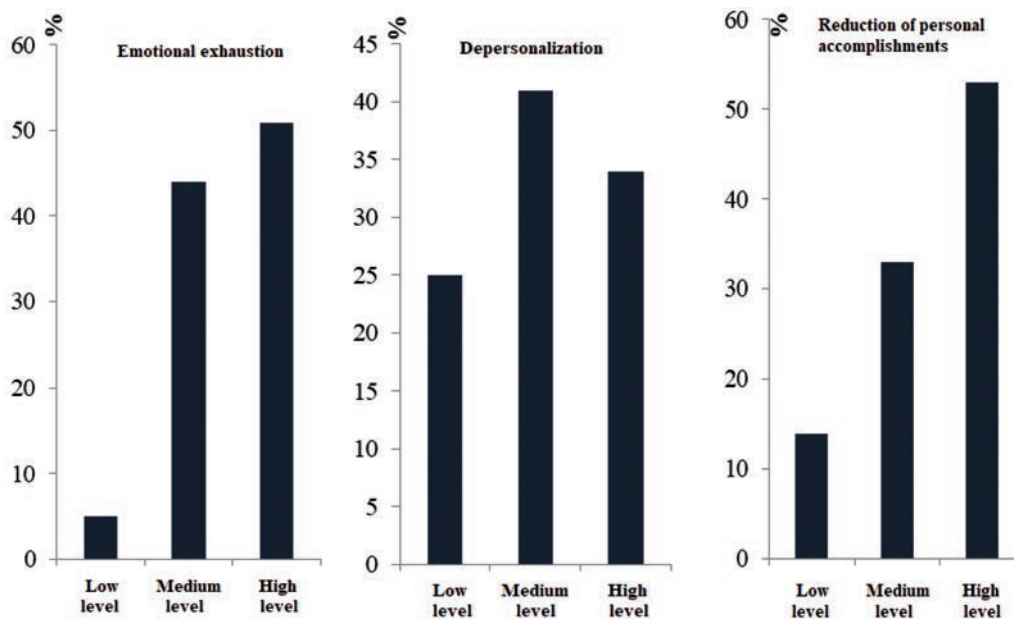 %
Emotional exhaustion
60
50
40
30
20
10
0
Low
level
Medium
level
High
level
%
Depersonalization
45
40
35
30
25
20
15
10
5
0
Low
level
Medium
level
High
level
%
Reduction of personal
accomplishments
60
50
40
30
20
10
0
Low
level
Medium
level
High
level